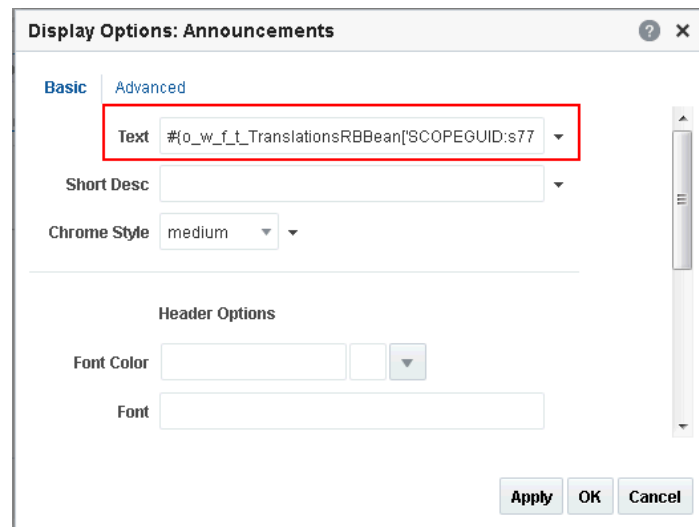 Display Options: Announcements
Basic Advanced
Text #{o_w_f_t_TranslationsRBBean['SCOPEGUID:s77
Short Desc
Chrome Style medium
Header Options
Font Color
Font
Apply OK Cancel